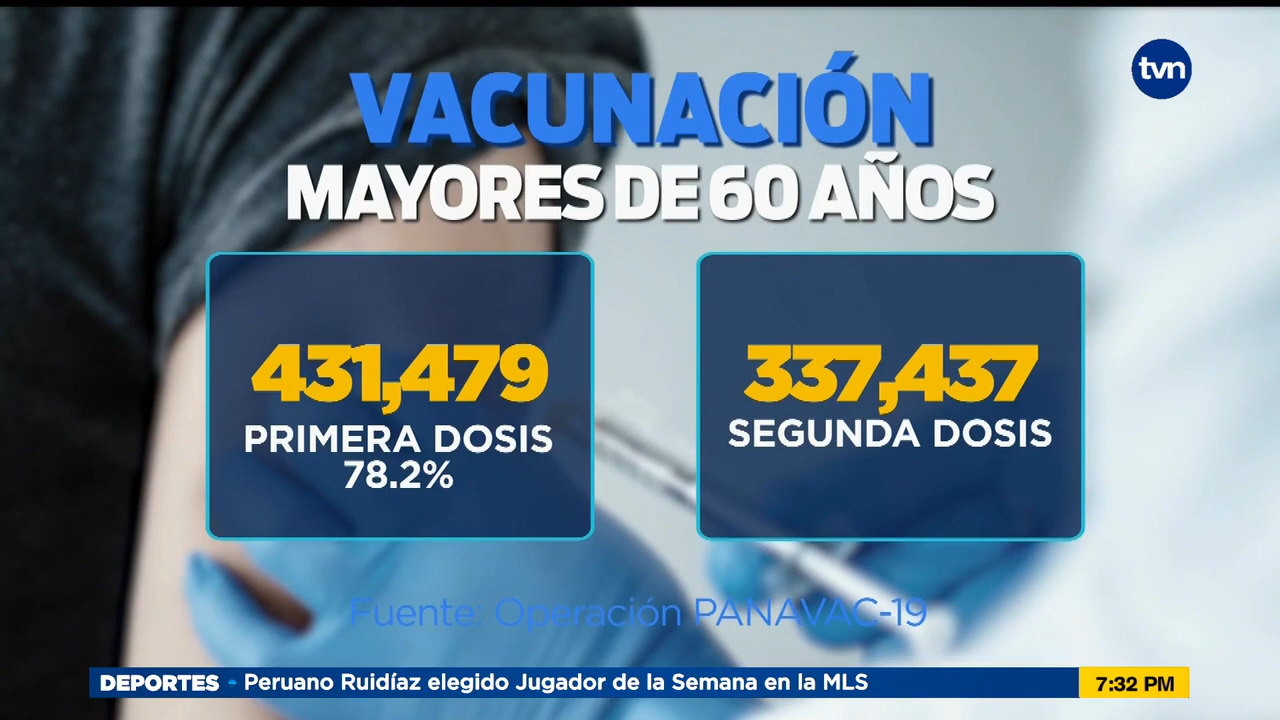 tvn
VACUNACIÓN
MAYORES DE 60 AÑOS
431,479
PRIMERA DOSIS
78.2%
337,437
SEGUNDA DOSIS
Fuente: Operación PANAVAC-19
DEPORTES - Peruano Ruidíaz elegido Jugador de la Semana en la MLS
7:32 PM